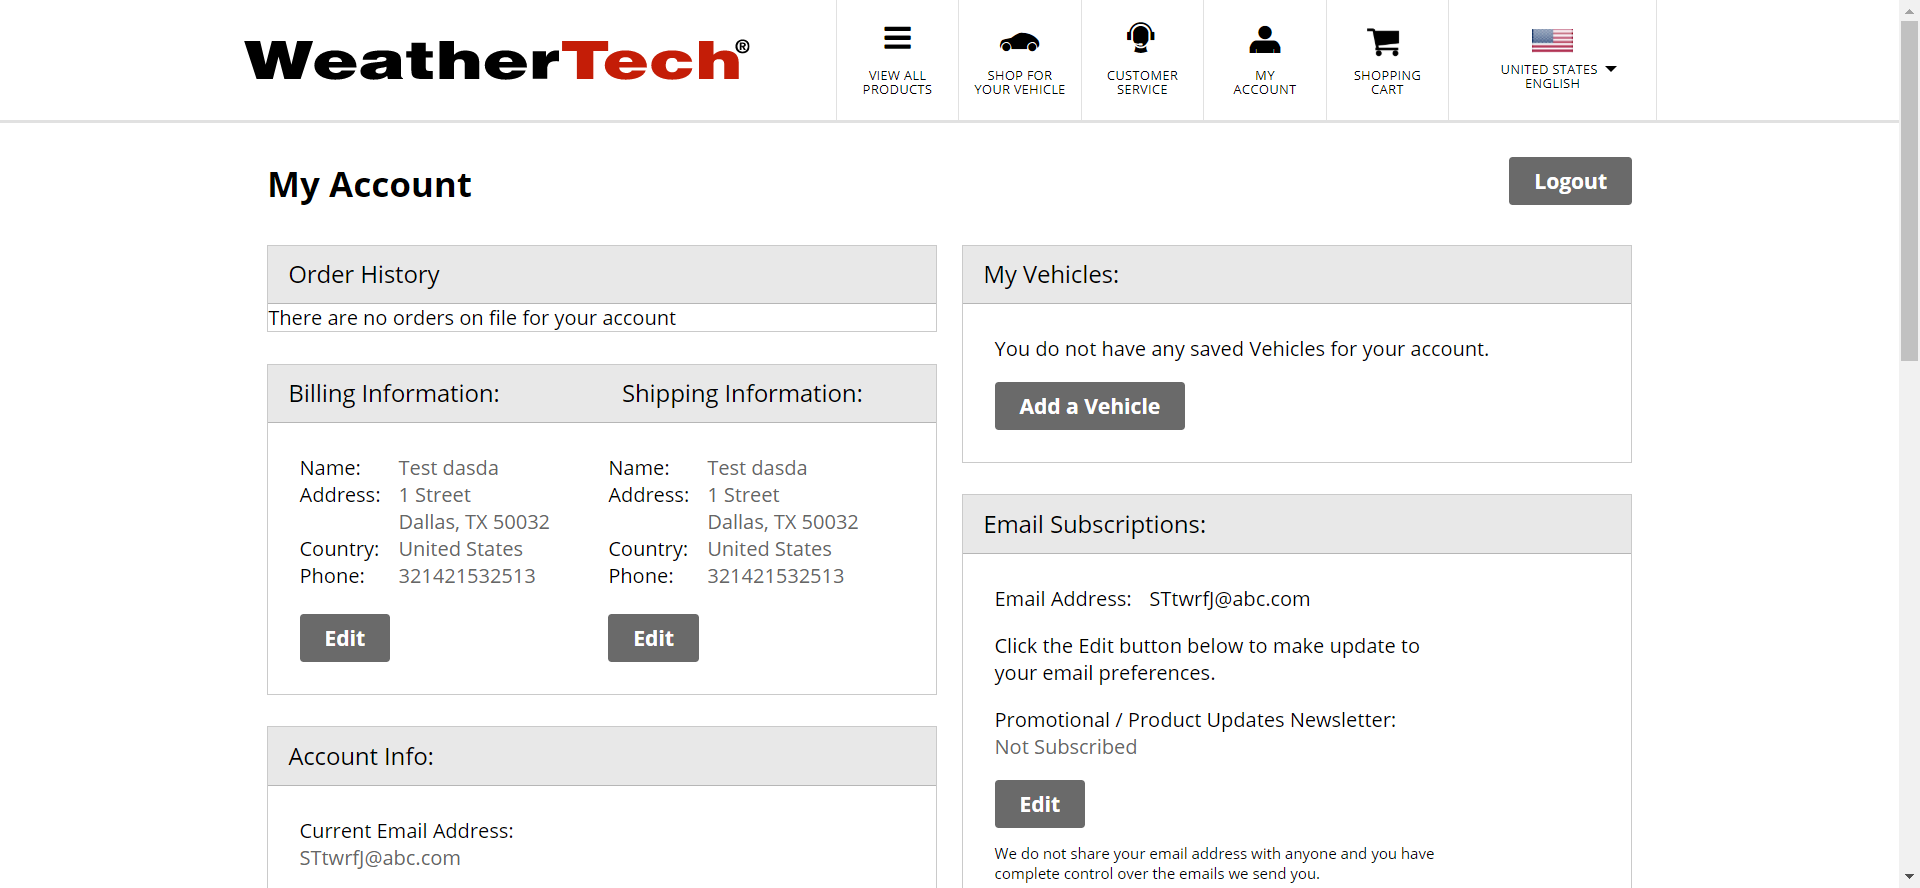 WeatherTech®
VIEW ALL
PRODUCTS
SHOP FOR
YOUR VEHICLE
CUSTOMER
SERVICE
MY
ACCOUNT
SHOPPING
CART
UNITED STATES
ENGLISH
My Account
Logout
Order History
There are no orders on file for your account
Billing Information:
Shipping Information:
Name: Test dasda
Address: 1 Street
Dallas, TX 50032
Country: United States
Phone: 321421532513
Edit
Name: Test dasda
Address: 1 Street
Dallas, TX 50032
Country: United States
Phone: 321421532513
Edit
Account Info:
Current Email Address:
STtwrfJ@abc.com
My Vehicles:
You do not have any saved Vehicles for your account.
Add a Vehicle
Email Subscriptions:
Email Address: STtwrfJ@abc.com
Click the Edit button below to make update to
your email preferences.
Promotional / Product Updates Newsletter:
Not Subscribed
Edit
We do not share your email address with anyone and you have
complete control over the emails we send you.